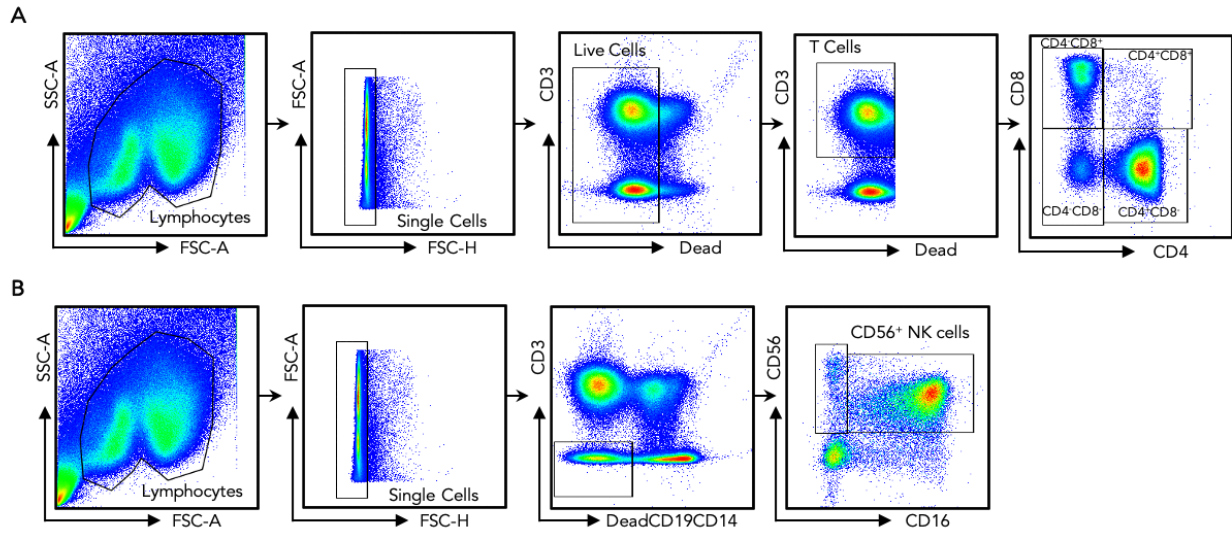 A
SSC-A
Lymphocytes
FSC-A
FSC-A
Single Cells
FSC-H
Live Cells
CD3
Dead
T Cells
CD3
Dead
CD4⁻CD8⁺
CD4⁺CD8⁺
CD8
CD4⁻CD8⁻
CD4⁺CD8⁻
CD4
B
SSC-A
Lymphocytes
FSC-A
FSC-A
Single Cells
FSC-H
CD3
DeadCD19CD14
CD56⁺ NK cells
CD56
CD16